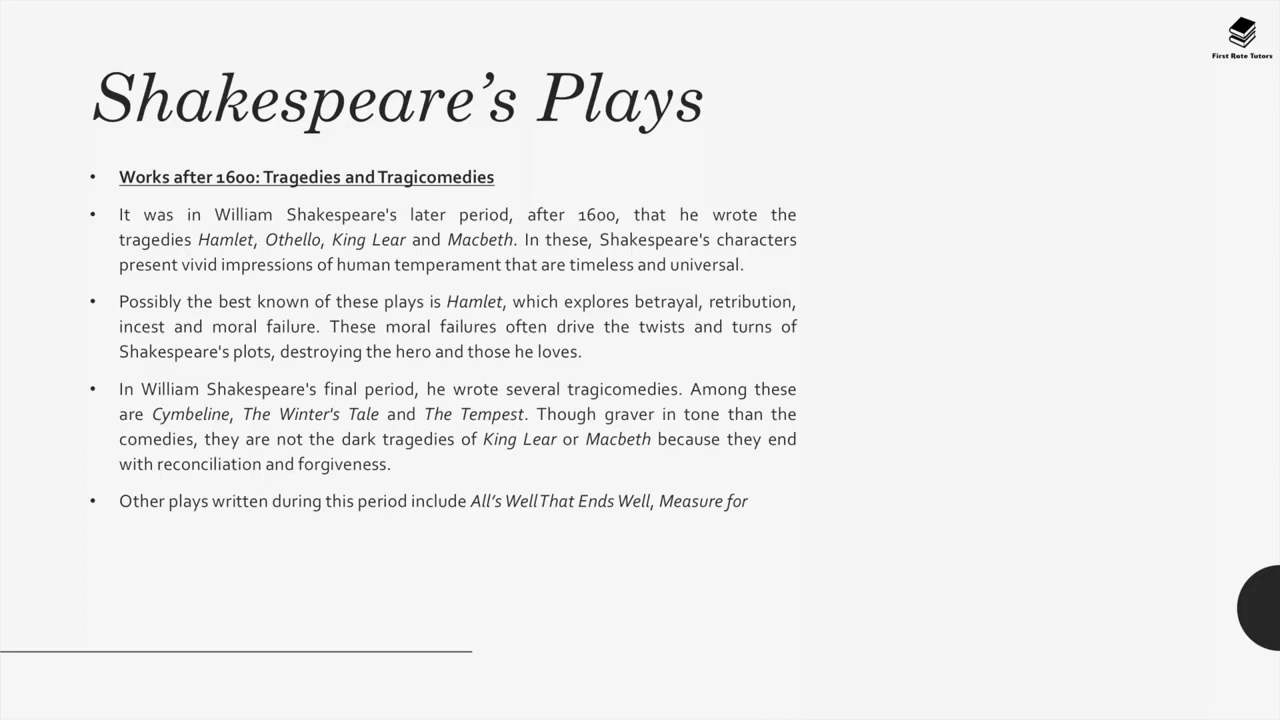 First Rate Tutors
Shakespeare’s Plays
• Works after 1600: Tragedies and Tragicomedies
• It was in William Shakespeare's later period, after 1600, that he wrote the
tragedies Hamlet, Othello, King Lear and Macbeth. In these, Shakespeare's characters
present vivid impressions of human temperament that are timeless and universal.
• Possibly the best known of these plays is Hamlet, which explores betrayal, retribution,
incest and moral failure. These moral failures often drive the twists and turns of
Shakespeare's plots, destroying the hero and those he loves.
• In William Shakespeare's final period, he wrote several tragicomedies. Among these
are Cymbeline, The Winter's Tale and The Tempest. Though graver in tone than the
comedies, they are not the dark tragedies of King Lear or Macbeth because they end
with reconciliation and forgiveness.
• Other plays written during this period include All’s Well That Ends Well, Measure for